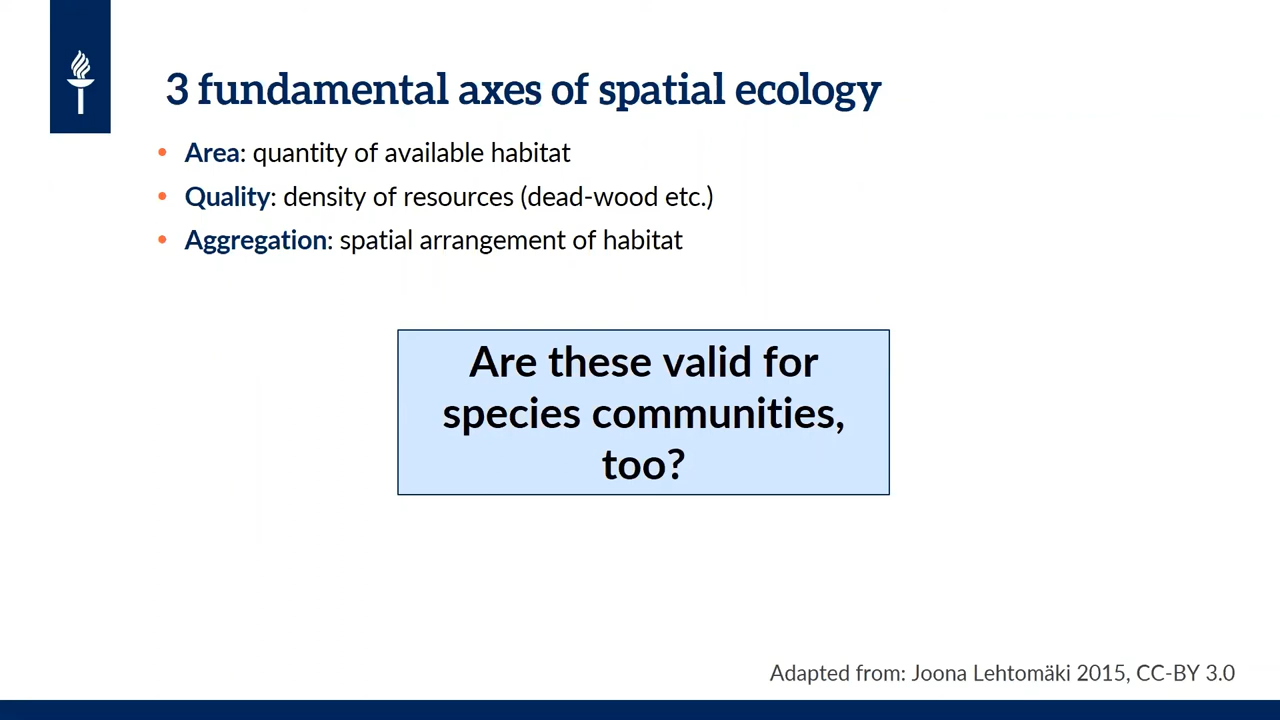 3 fundamental axes of spatial ecology
• Area: quantity of available habitat
• Quality: density of resources (dead-wood etc.)
• Aggregation: spatial arrangement of habitat
Are these valid for
species communities,
too?
Adapted from: Joona Lehtomäki 2015, CC-BY 3.0